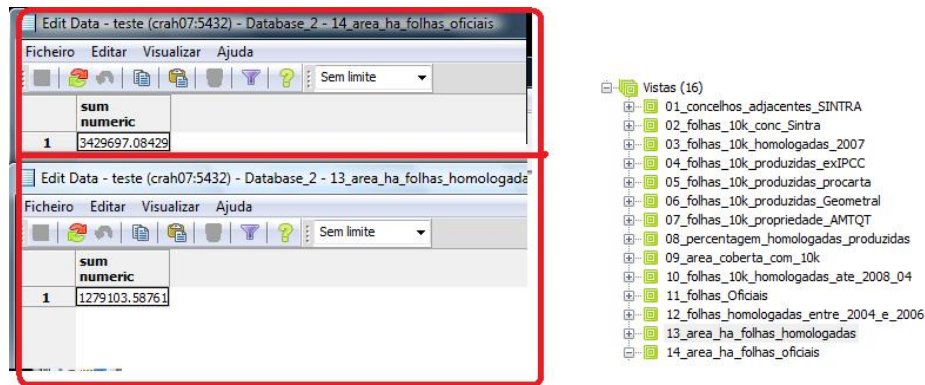 Edit Data - teste (crah07:5432) - Database_2 - 14_area_ha_folhas_oficiais
Ficheiro Editar Visualizar Ajuda
Sem limite
sum
numeric
1 3429697.08429
Edit Data - teste (crah07:5432) - Database_2 - 13_area_ha_folhas_homologada
Ficheiro Editar Visualizar Ajuda
Sem limite
sum
numeric
1 1279103.58761
Vistas (16)
01_concelhos_adjacentes_SINTRA
02_folhas_10k_conc_Sintra
03_folhas_10k_homologadas_2007
04_folhas_10k_produzidas_exIPCC
05_folhas_10k_produzidas_procarta
06_folhas_10k_produzidas_Geometral
07_folhas_10k_propriedade_AMTQT
08_percentagem_homologadas_produzidas
09_area_coberta_com_10k
10_folhas_10k_homologadas_ate_2008_04
11_folhas_Oficiais
12_folhas_homologadas_entre_2004_e_2006
13_area_ha_folhas_homologadas
14_area_ha_folhas_oficiais